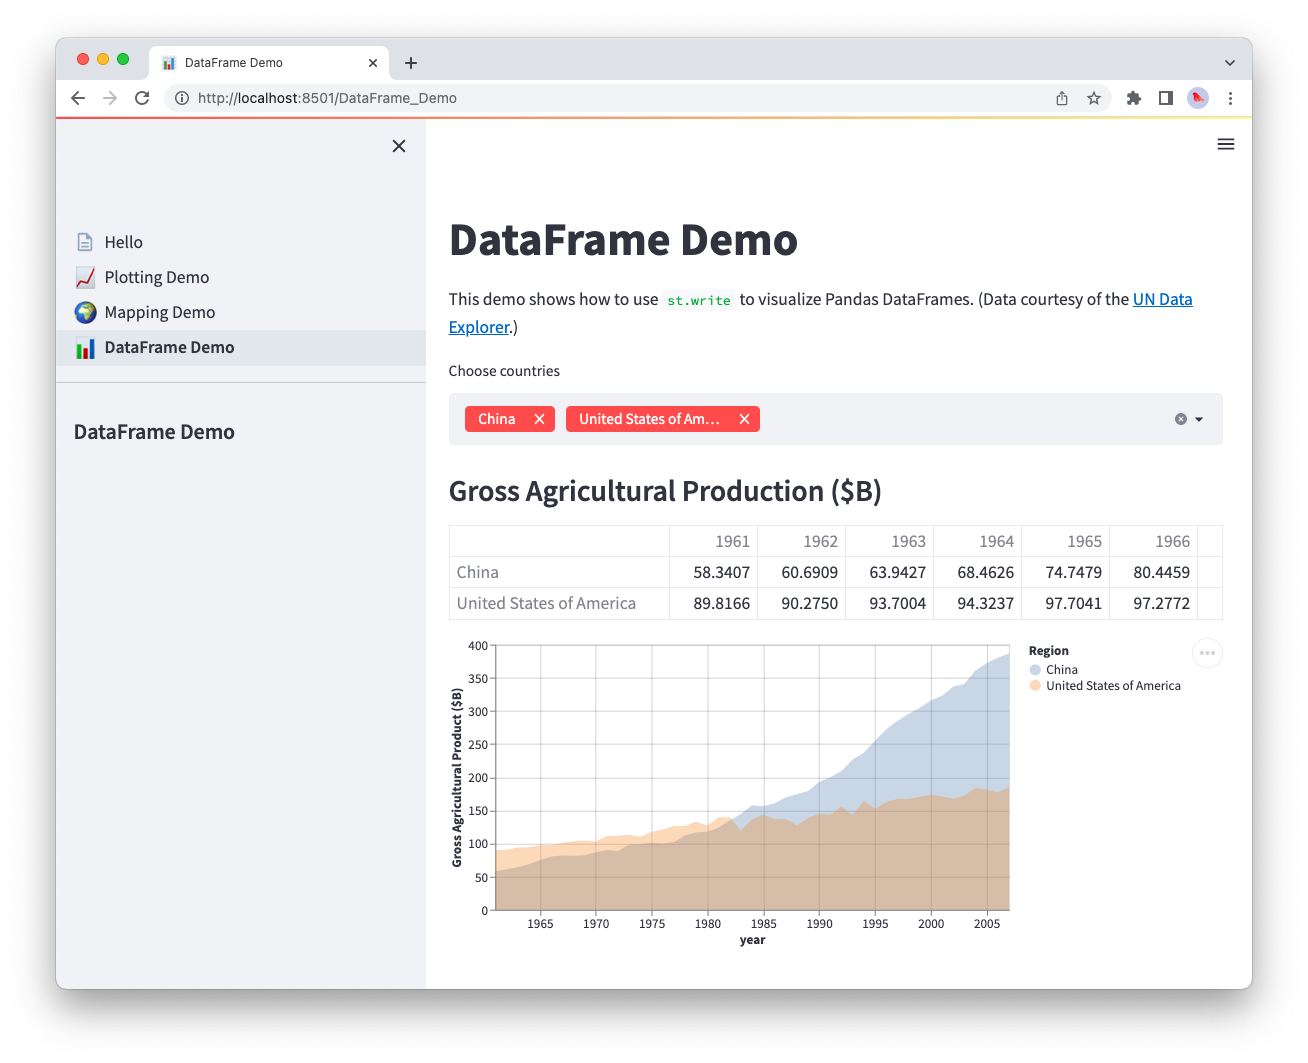 DataFrame Demo
http://localhost:8501/DataFrame_Demo
Hello
Plotting Demo
Mapping Demo
DataFrame Demo
DataFrame Demo
DataFrame Demo
This demo shows how to use st.write to visualize Pandas DataFrames. (Data courtesy of the UN Data
Explorer.)
Choose countries
China United States of Am...
Gross Agricultural Production ($B)
1961 1962 1963 1964 1965 1966
China 58.3407 60.6909 63.9427 68.4626 74.7479 80.4459
United States of America 89.8166 90.2750 93.7004 94.3237 97.7041 97.2772
Gross Agricultural Product ($B)
400
350
300
250
200
150
100
50
0
1965 1970 1975 1980 1985 1990 1995 2000 2005
year
Region
China
United States of America